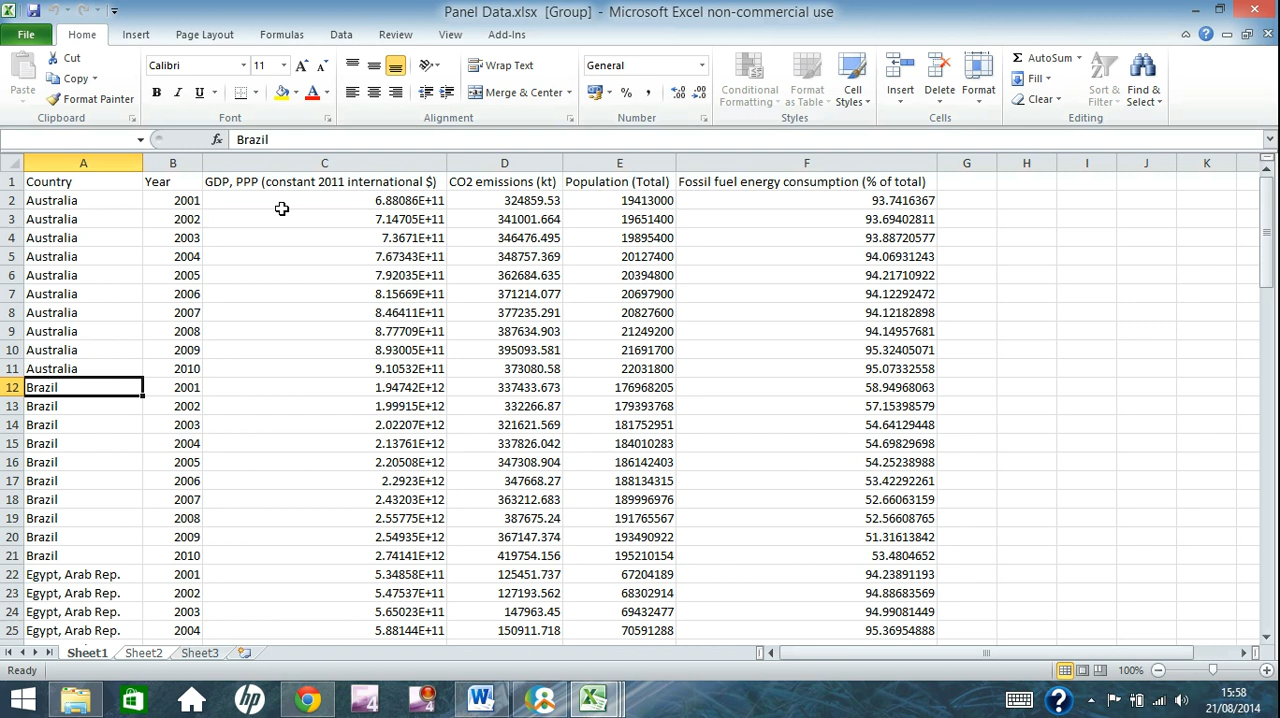 Panel Data.xlsx [Group] - Microsoft Excel non-commercial use
File Home Insert Page Layout Formulas Data Review View Add-Ins
Paste
Cut
Copy
Format Painter
Clipboard
Calibri 11
B I U
Font
Wrap Text
Merge & Center
Alignment
General
%
Number
Conditional Formatting
Format as Table
Cell Styles
Styles
Insert
Delete
Format
Cells
AutoSum
Fill
Clear
Sort & Filter
Find & Select
Editing
fx Brazil
A B C D E F G H I J K
1 Country Year GDP, PPP (constant 2011 international $) CO2 emissions (kt) Population (Total) Fossil fuel energy consumption (% of total)
2 Australia 2001 6.88086E+11 324859.53 19413000 93.7416367
3 Australia 2002 7.14705E+11 341001.664 19651400 93.69402811
4 Australia 2003 7.3671E+11 346476.495 19895400 93.88720577
5 Australia 2004 7.67343E+11 348757.369 20127400 94.06931243
6 Australia 2005 7.92035E+11 362684.635 20394800 94.21710922
7 Australia 2006 8.15669E+11 371214.077 20697900 94.12292472
8 Australia 2007 8.46411E+11 377235.291 20827600 94.12182898
9 Australia 2008 8.77709E+11 387634.903 21249200 94.14957681
10 Australia 2009 8.93005E+11 395093.581 21691700 95.32405071
11 Australia 2010 9.10532E+11 373080.58 22031800 95.07332558
12 Brazil 2001 1.94742E+12 337433.673 176968205 58.94968063
13 Brazil 2002 1.99915E+12 332266.87 179393768 57.15398579
14 Brazil 2003 2.02207E+12 321621.569 181752951 54.64129448
15 Brazil 2004 2.13761E+12 337826.042 184010283 54.69829698
16 Brazil 2005 2.20508E+12 347308.904 186142403 54.25238988
17 Brazil 2006 2.2923E+12 347668.27 188134315 53.42292261
18 Brazil 2007 2.43203E+12 363212.683 189996976 52.66063159
19 Brazil 2008 2.55775E+12 387675.24 191765567 52.56608765
20 Brazil 2009 2.54935E+12 367147.374 193490922 51.31613842
21 Brazil 2010 2.74141E+12 419754.156 195210154 53.4804652
22 Egypt, Arab Rep. 2001 5.34858E+11 125451.737 67204189 94.23891193
23 Egypt, Arab Rep. 2002 5.47537E+11 127193.562 68302914 94.88683569
24 Egypt, Arab Rep. 2003 5.65023E+11 147963.45 69432477 94.99081449
25 Egypt, Arab Rep. 2004 5.88144E+11 150911.718 70591288 95.36954888
Sheet1 Sheet2 Sheet3
Ready 100%
15:58
21/08/2014